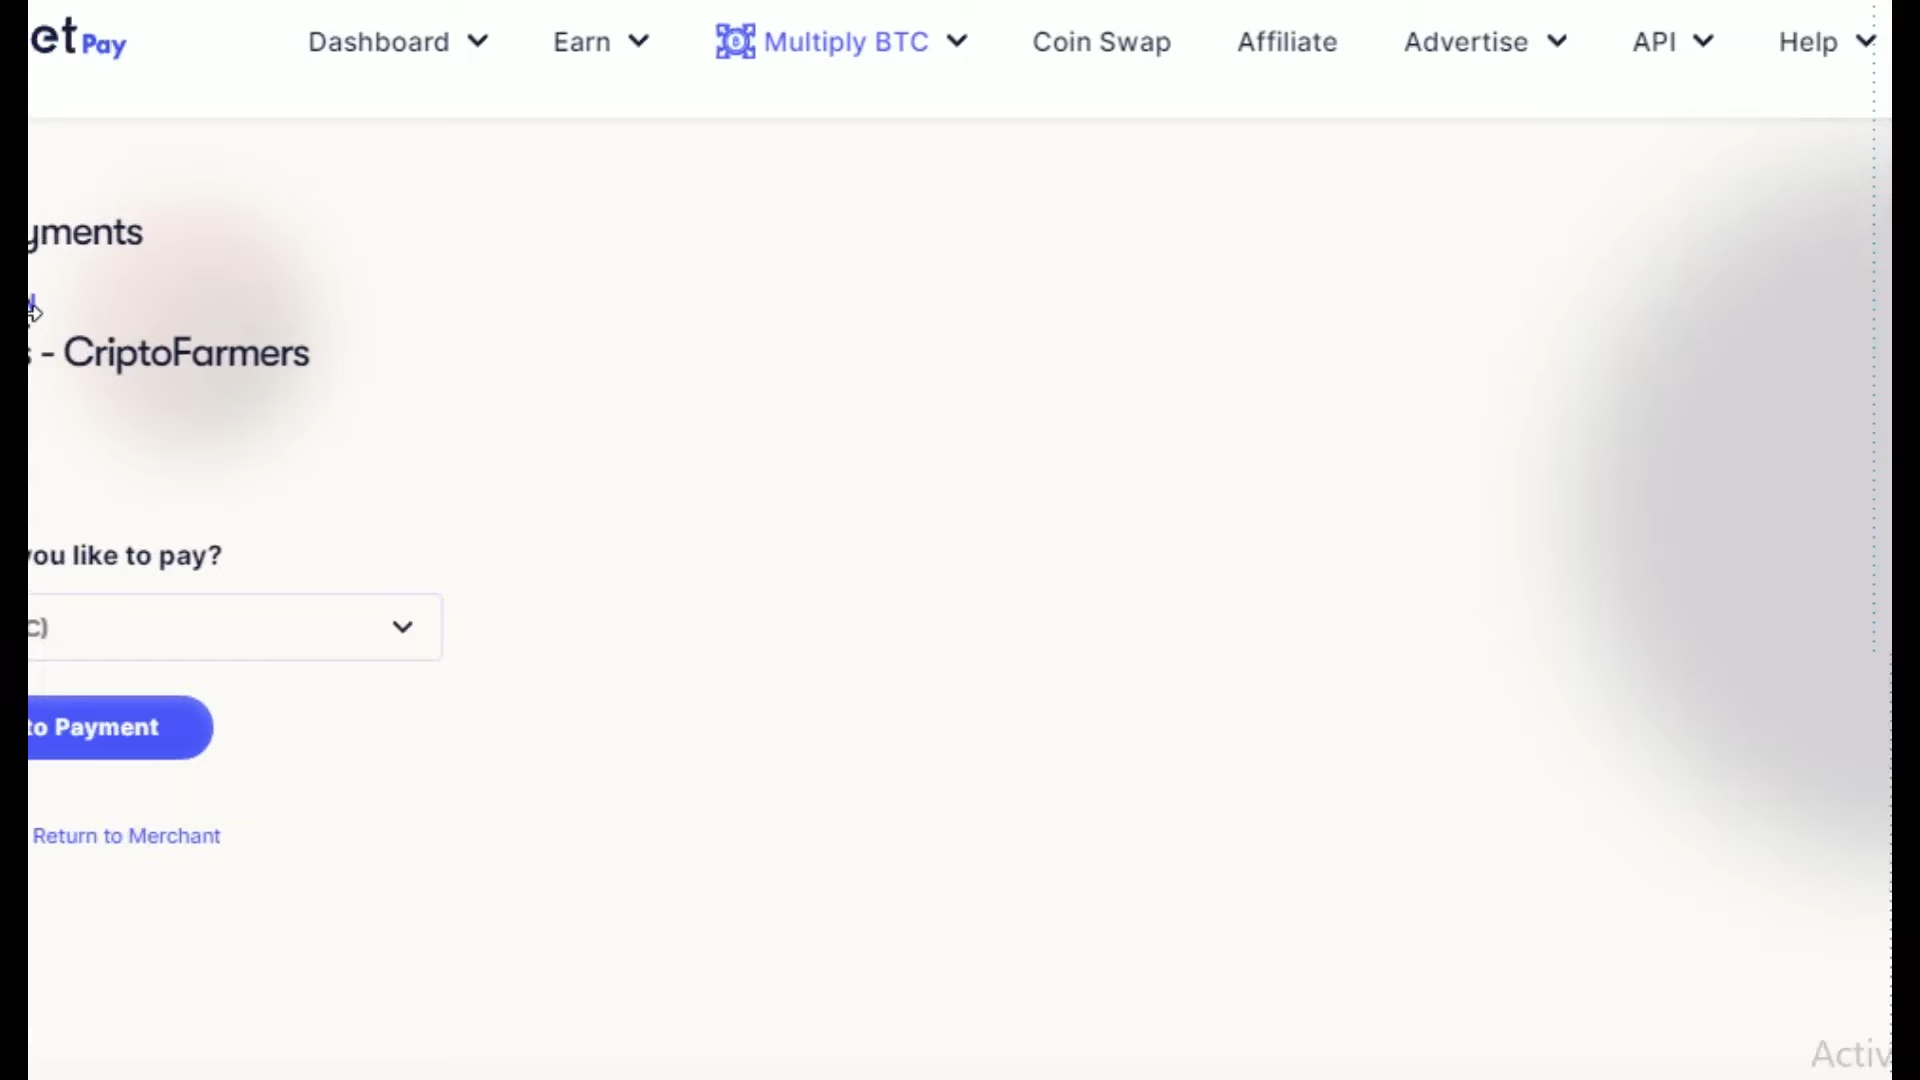 et Pay
Dashboard Earn Multiply BTC Coin Swap Affiliate Advertise API Help
yments
s - CriptoFarmers
you like to pay?
C)
to Payment
Return to Merchant
Activ